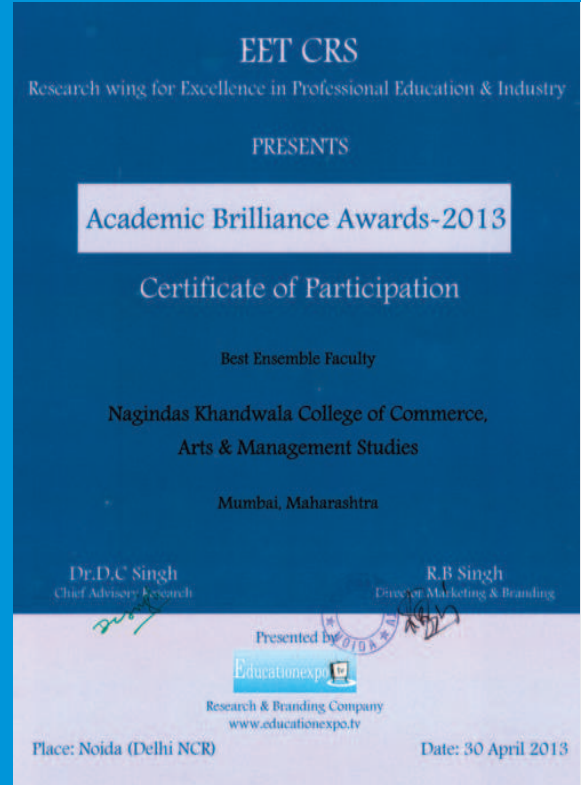 EET CRS
Research wing for Excellence in Professional Education & Industry
PRESENTS
Academic Brilliance Awards-2013
Certificate of Participation
Best Ensemble Faculty
Nagindas Khandwala College of Commerce,
Arts & Management Studies
Mumbai, Maharashtra
Dr.D.C Singh
Chief Advisory Research
R.B Singh
Director Marketing & Branding
NOIDA
Presented by
Educationexpo tv
Research & Branding Company
www.educationexpo.tv
Place: Noida (Delhi NCR)
Date: 30 April 2013